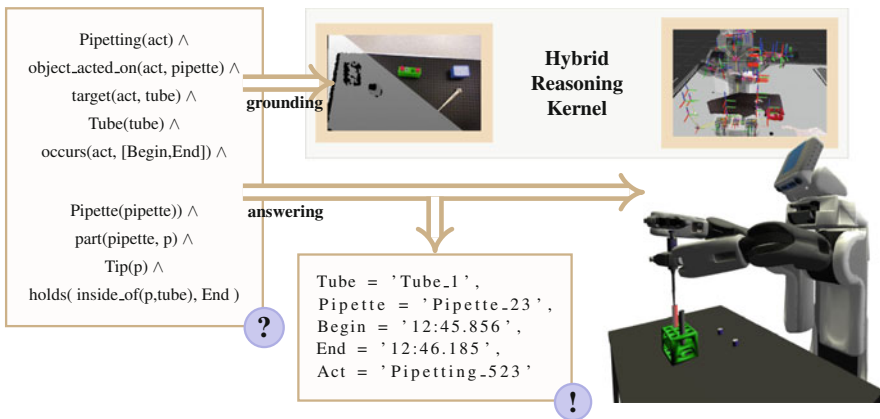 Pipetting(act) ∧
object_acted_on(act, pipette) ∧
target(act, tube) ∧
Tube(tube) ∧
occurs(act, [Begin,End]) ∧
Pipette(pipette)) ∧
part(pipette, p) ∧
Tip(p) ∧
holds( inside_of(p,tube), End )
?
grounding
Hybrid
Reasoning
Kernel
answering
Tube = 'Tube_1',
Pipette = 'Pipette_23',
Begin = '12:45.856',
End = '12:46.185',
Act = 'Pipetting_523'
!